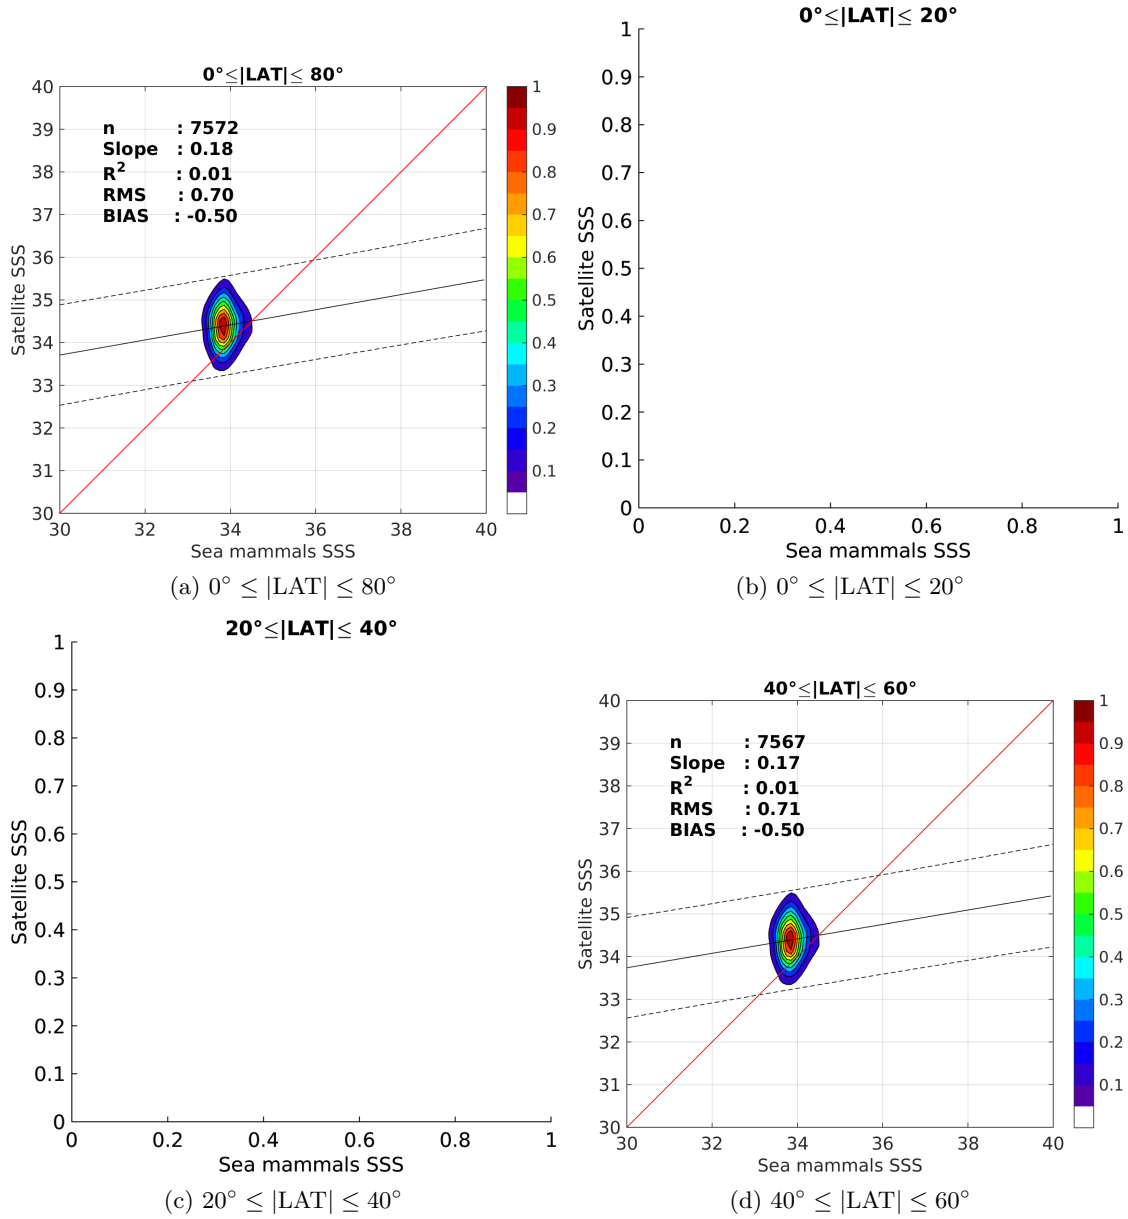 0°≤|LAT|≤ 80°
40
39
38
37
36
35
34
33
32
31
30
30 32 34 36 38 40
Satellite SSS
Sea mammals SSS
n : 7572
Slope : 0.18
R2 : 0.01
RMS : 0.70
BIAS : -0.50
1
0.9
0.8
0.7
0.6
0.5
0.4
0.3
0.2
0.1
(a) 0° ≤ |LAT| ≤ 80°
0°≤|LAT|≤ 20°
1
0.9
0.8
0.7
0.6
0.5
0.4
0.3
0.2
0.1
0
0 0.2 0.4 0.6 0.8 1
Satellite SSS
Sea mammals SSS
(b) 0° ≤ |LAT| ≤ 20°
20°≤|LAT|≤ 40°
1
0.9
0.8
0.7
0.6
0.5
0.4
0.3
0.2
0.1
0
0 0.2 0.4 0.6 0.8 1
Satellite SSS
Sea mammals SSS
(c) 20° ≤ |LAT| ≤ 40°
40°≤|LAT|≤ 60°
40
39
38
37
36
35
34
33
32
31
30
30 32 34 36 38 40
Satellite SSS
Sea mammals SSS
n : 7567
Slope : 0.17
R2 : 0.01
RMS : 0.71
BIAS : -0.50
1
0.9
0.8
0.7
0.6
0.5
0.4
0.3
0.2
0.1
(d) 40° ≤ |LAT| ≤ 60°